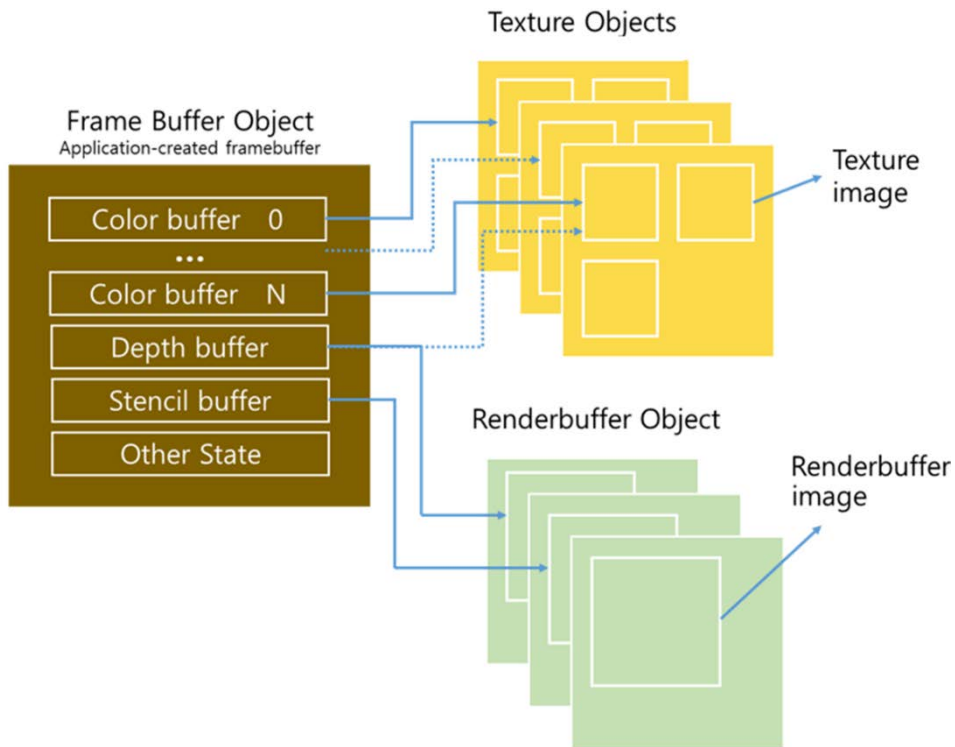 Texture Objects
Frame Buffer Object
Application-created framebuffer
Color buffer 0
...
Color buffer N
Depth buffer
Stencil buffer
Other State
Texture
image
Renderbuffer Object
Renderbuffer
image